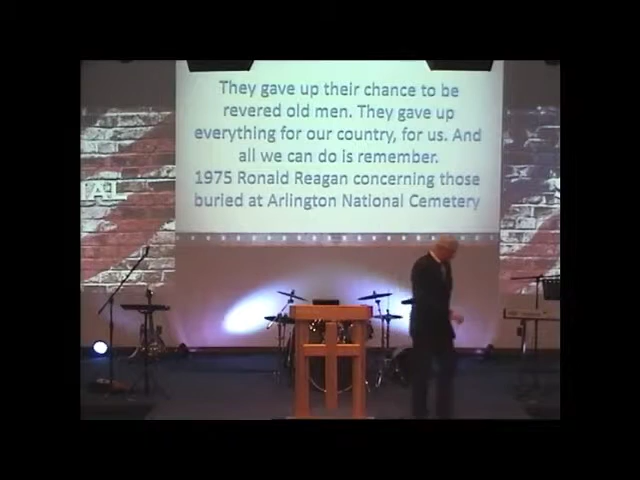 They gave up their chance to be
revered old men. They gave up
everything for our country, for us. And
all we can do is remember.
1975 Ronald Reagan concerning those
buried at Arlington National Cemetery